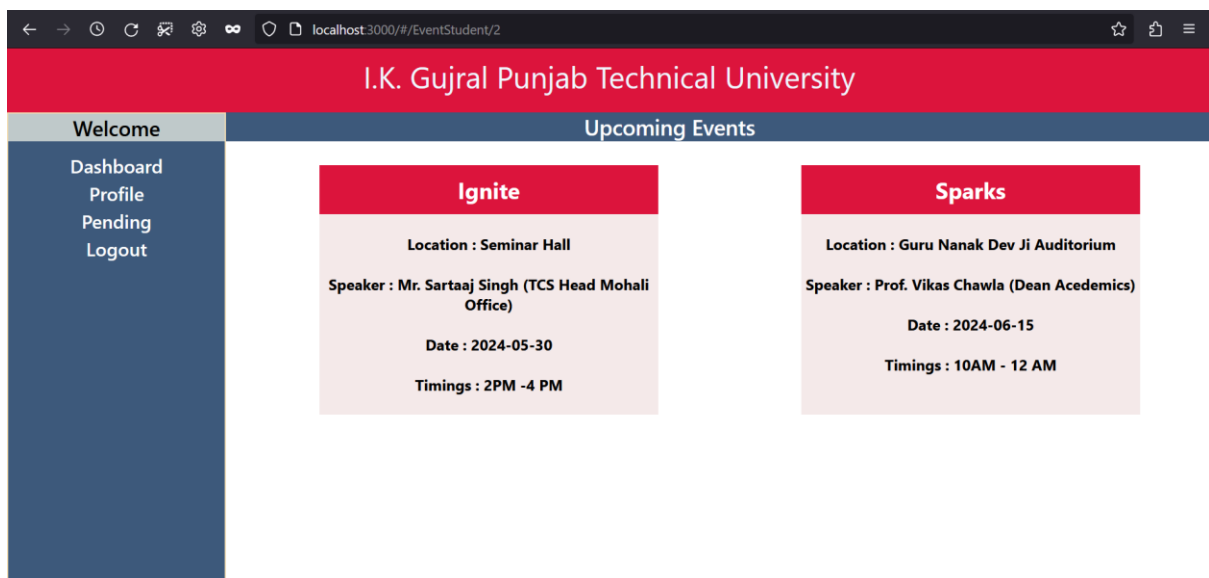 localhost:3000/#/EventStudent/2
I.K. Gujral Punjab Technical University
Welcome
Upcoming Events
Dashboard
Profile
Pending
Logout
Ignite
Location : Seminar Hall
Speaker : Mr. Sartaaj Singh (TCS Head Mohali
Office)
Date : 2024-05-30
Timings : 2PM -4 PM
Sparks
Location : Guru Nanak Dev Ji Auditorium
Speaker : Prof. Vikas Chawla (Dean Acedemics)
Date : 2024-06-15
Timings : 10AM - 12 AM